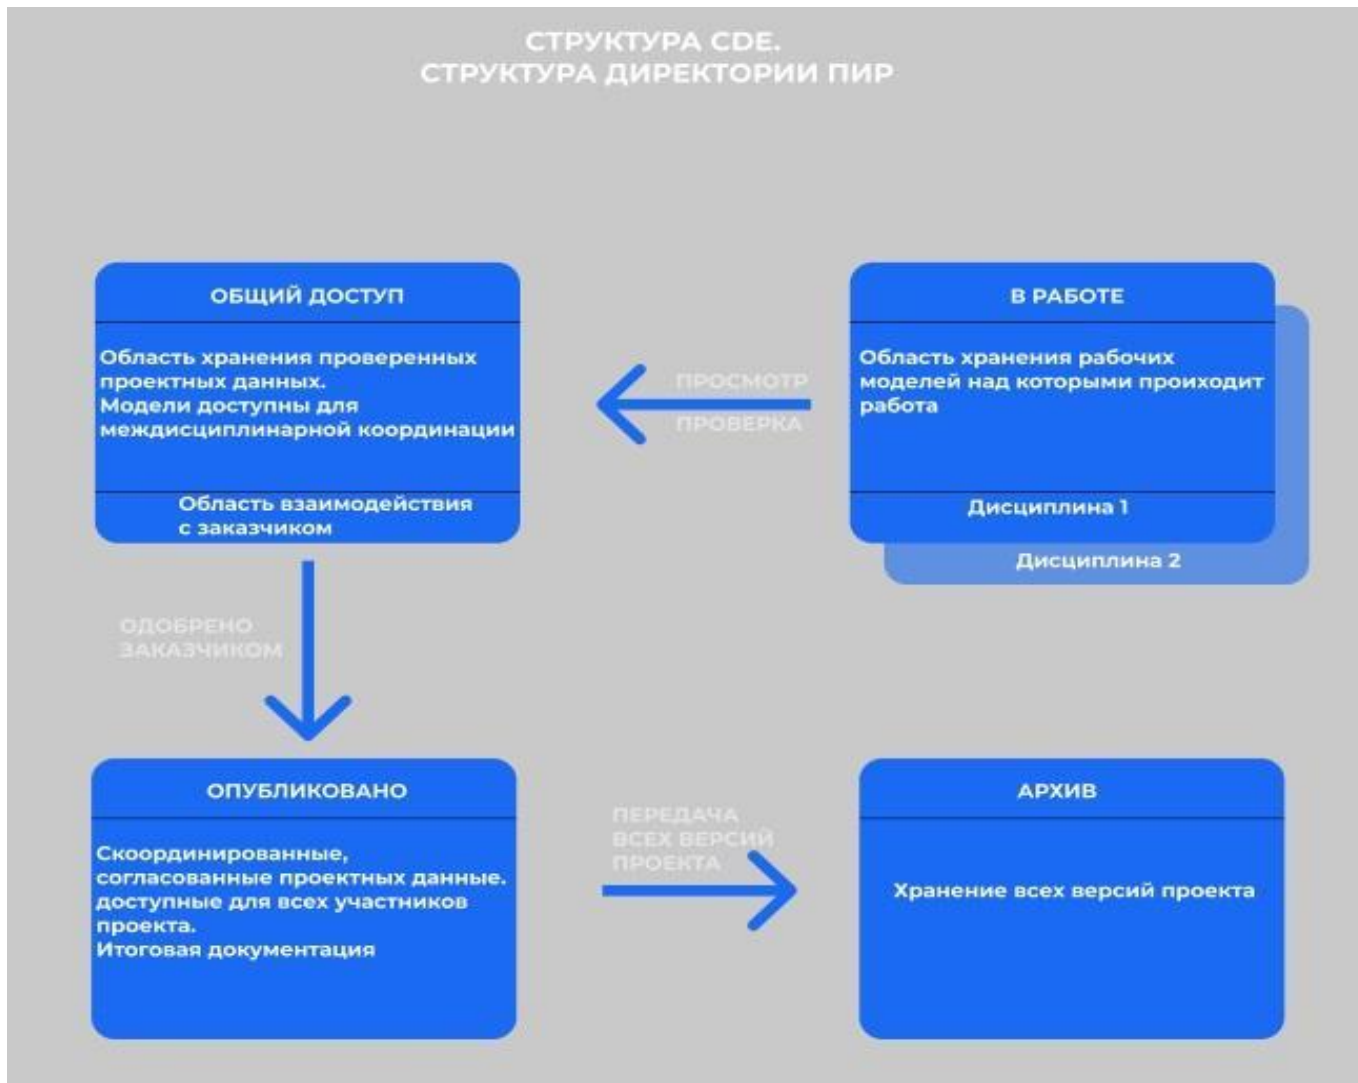 СТРУКТУРА CDE.
СТРУКТУРА ДИРЕКТОРИИ ПИР
ОБЩИЙ ДОСТУП
Область хранения проверенных
проектных данных.
Модели доступны для
междисциплинарной координации
Область взаимодействия
с заказчиком
ПРОСМОТР
ПРОВЕРКА
В РАБОТЕ
Область хранения рабочих
моделей над которыми проиходит
работа
Дисциплина 1
Дисциплина 2
ОДОБРЕНО
ЗАКАЗЧИКОМ
ОПУБЛИКОВАНО
Скоординированные,
согласованные проектных данные.
доступные для всех участников
проекта.
Итоговая документация
ПЕРЕДАЧА
ВСЕХ ВЕРСИЙ
ПРОЕКТА
АРХИВ
Хранение всех версий проекта